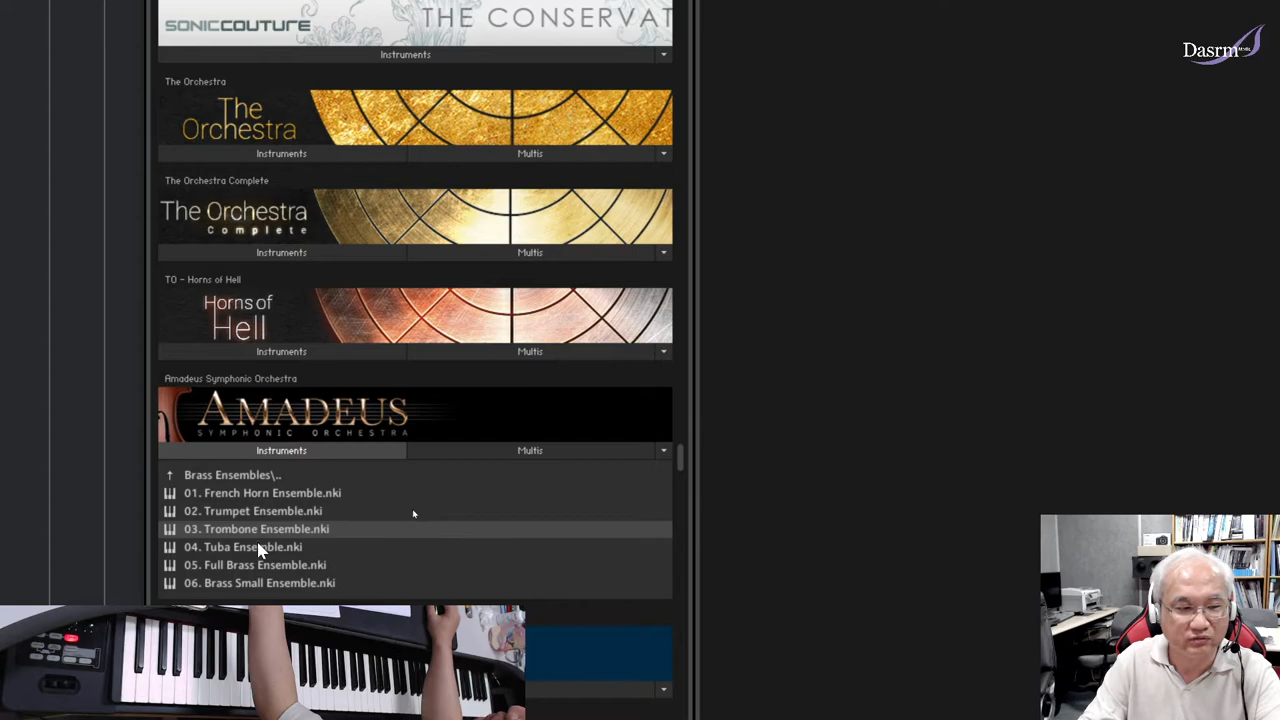 SONICCOUTURE
THE CONSERVAT
Instruments
The Orchestra
The
Orchestra
Instruments
Multis
The Orchestra Complete
The Orchestra
Complete
Instruments
Multis
TO - Horns of Hell
Horns of
Hell
Instruments
Multis
Amadeus Symphonic Orchestra
AMADEUS
SYMPHONIC ORCHESTRA
Instruments
Multis
Brass Ensembles\..
01. French Horn Ensemble.nki
02. Trumpet Ensemble.nki
03. Trombone Ensemble.nki
04. Tuba Ensemble.nki
05. Full Brass Ensemble.nki
06. Brass Small Ensemble.nki
Dasrm